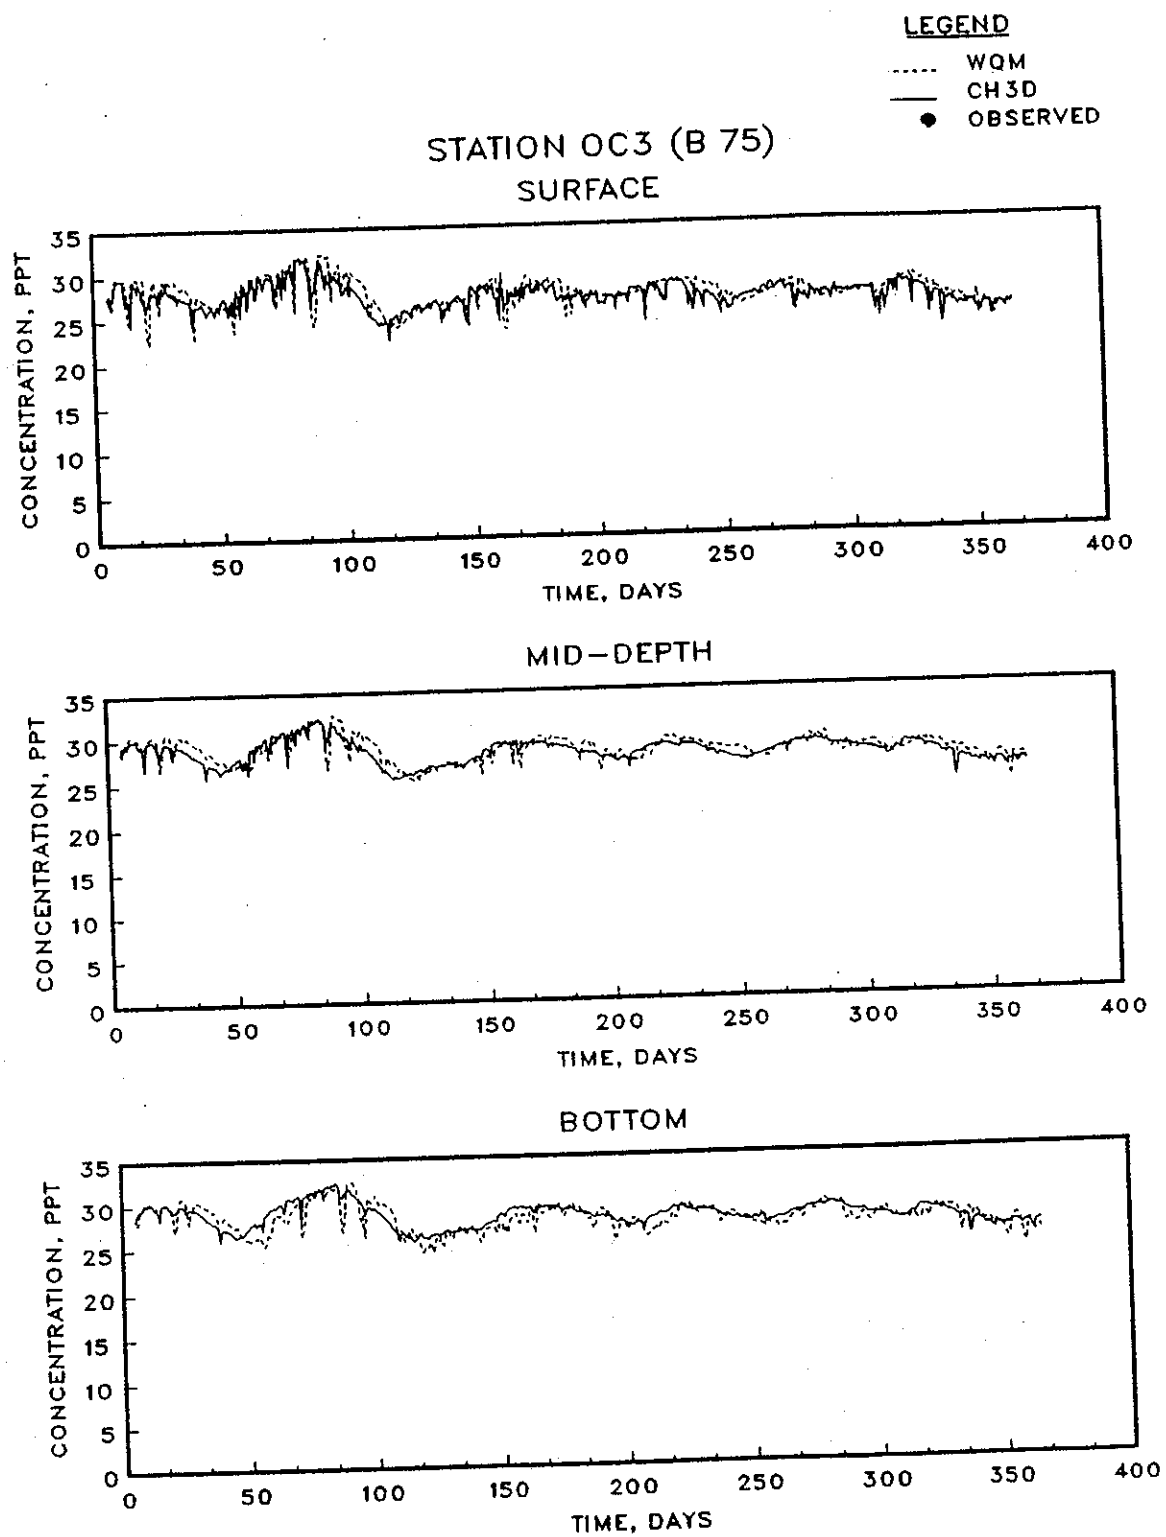 LEGEND
WQM
CH3D
OBSERVED
STATION OC3 (B 75)
SURFACE
CONCENTRATION, PPT
35
30
25
20
15
10
5
0
0 50 100 150 200 250 300 350 400
TIME, DAYS
MID-DEPTH
CONCENTRATION, PPT
35
30
25
20
15
10
5
0
0 50 100 150 200 250 300 350 400
TIME, DAYS
BOTTOM
CONCENTRATION, PPT
35
30
25
20
15
10
5
0
0 50 100 150 200 250 300 350 400
TIME, DAYS